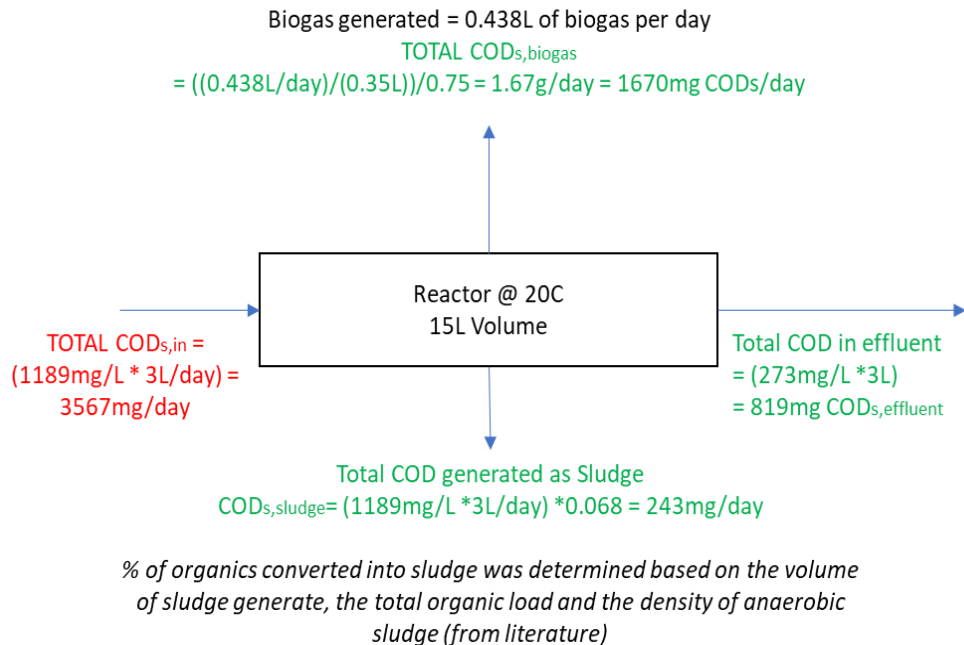 Biogas generated = 0.438L of biogas per day
TOTAL CODs,biogas
= ((0.438L/day)/(0.35L))/0.75 = 1.67g/day = 1670mg CODs/day
Reactor @ 20C
15L Volume
TOTAL CODs,in =
(1189mg/L * 3L/day) =
3567mg/day
Total COD in effluent
= (273mg/L *3L)
= 819mg CODs,effluent
Total COD generated as Sludge
CODs,sludge= (1189mg/L *3L/day) *0.068 = 243mg/day
% of organics converted into sludge was determined based on the volume
of sludge generate, the total organic load and the density of anaerobic
sludge (from literature)